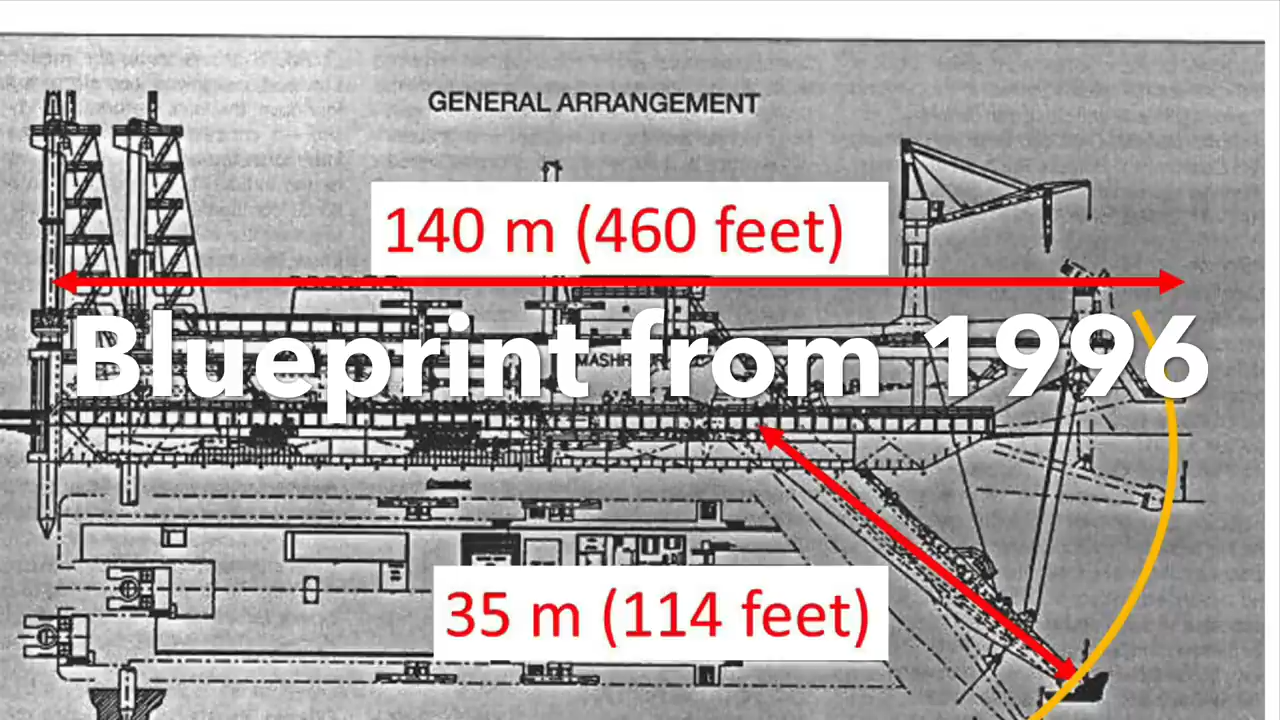 GENERAL ARRANGEMENT
140 m (460 feet)
Blueprint from 1996
35 m (114 feet)